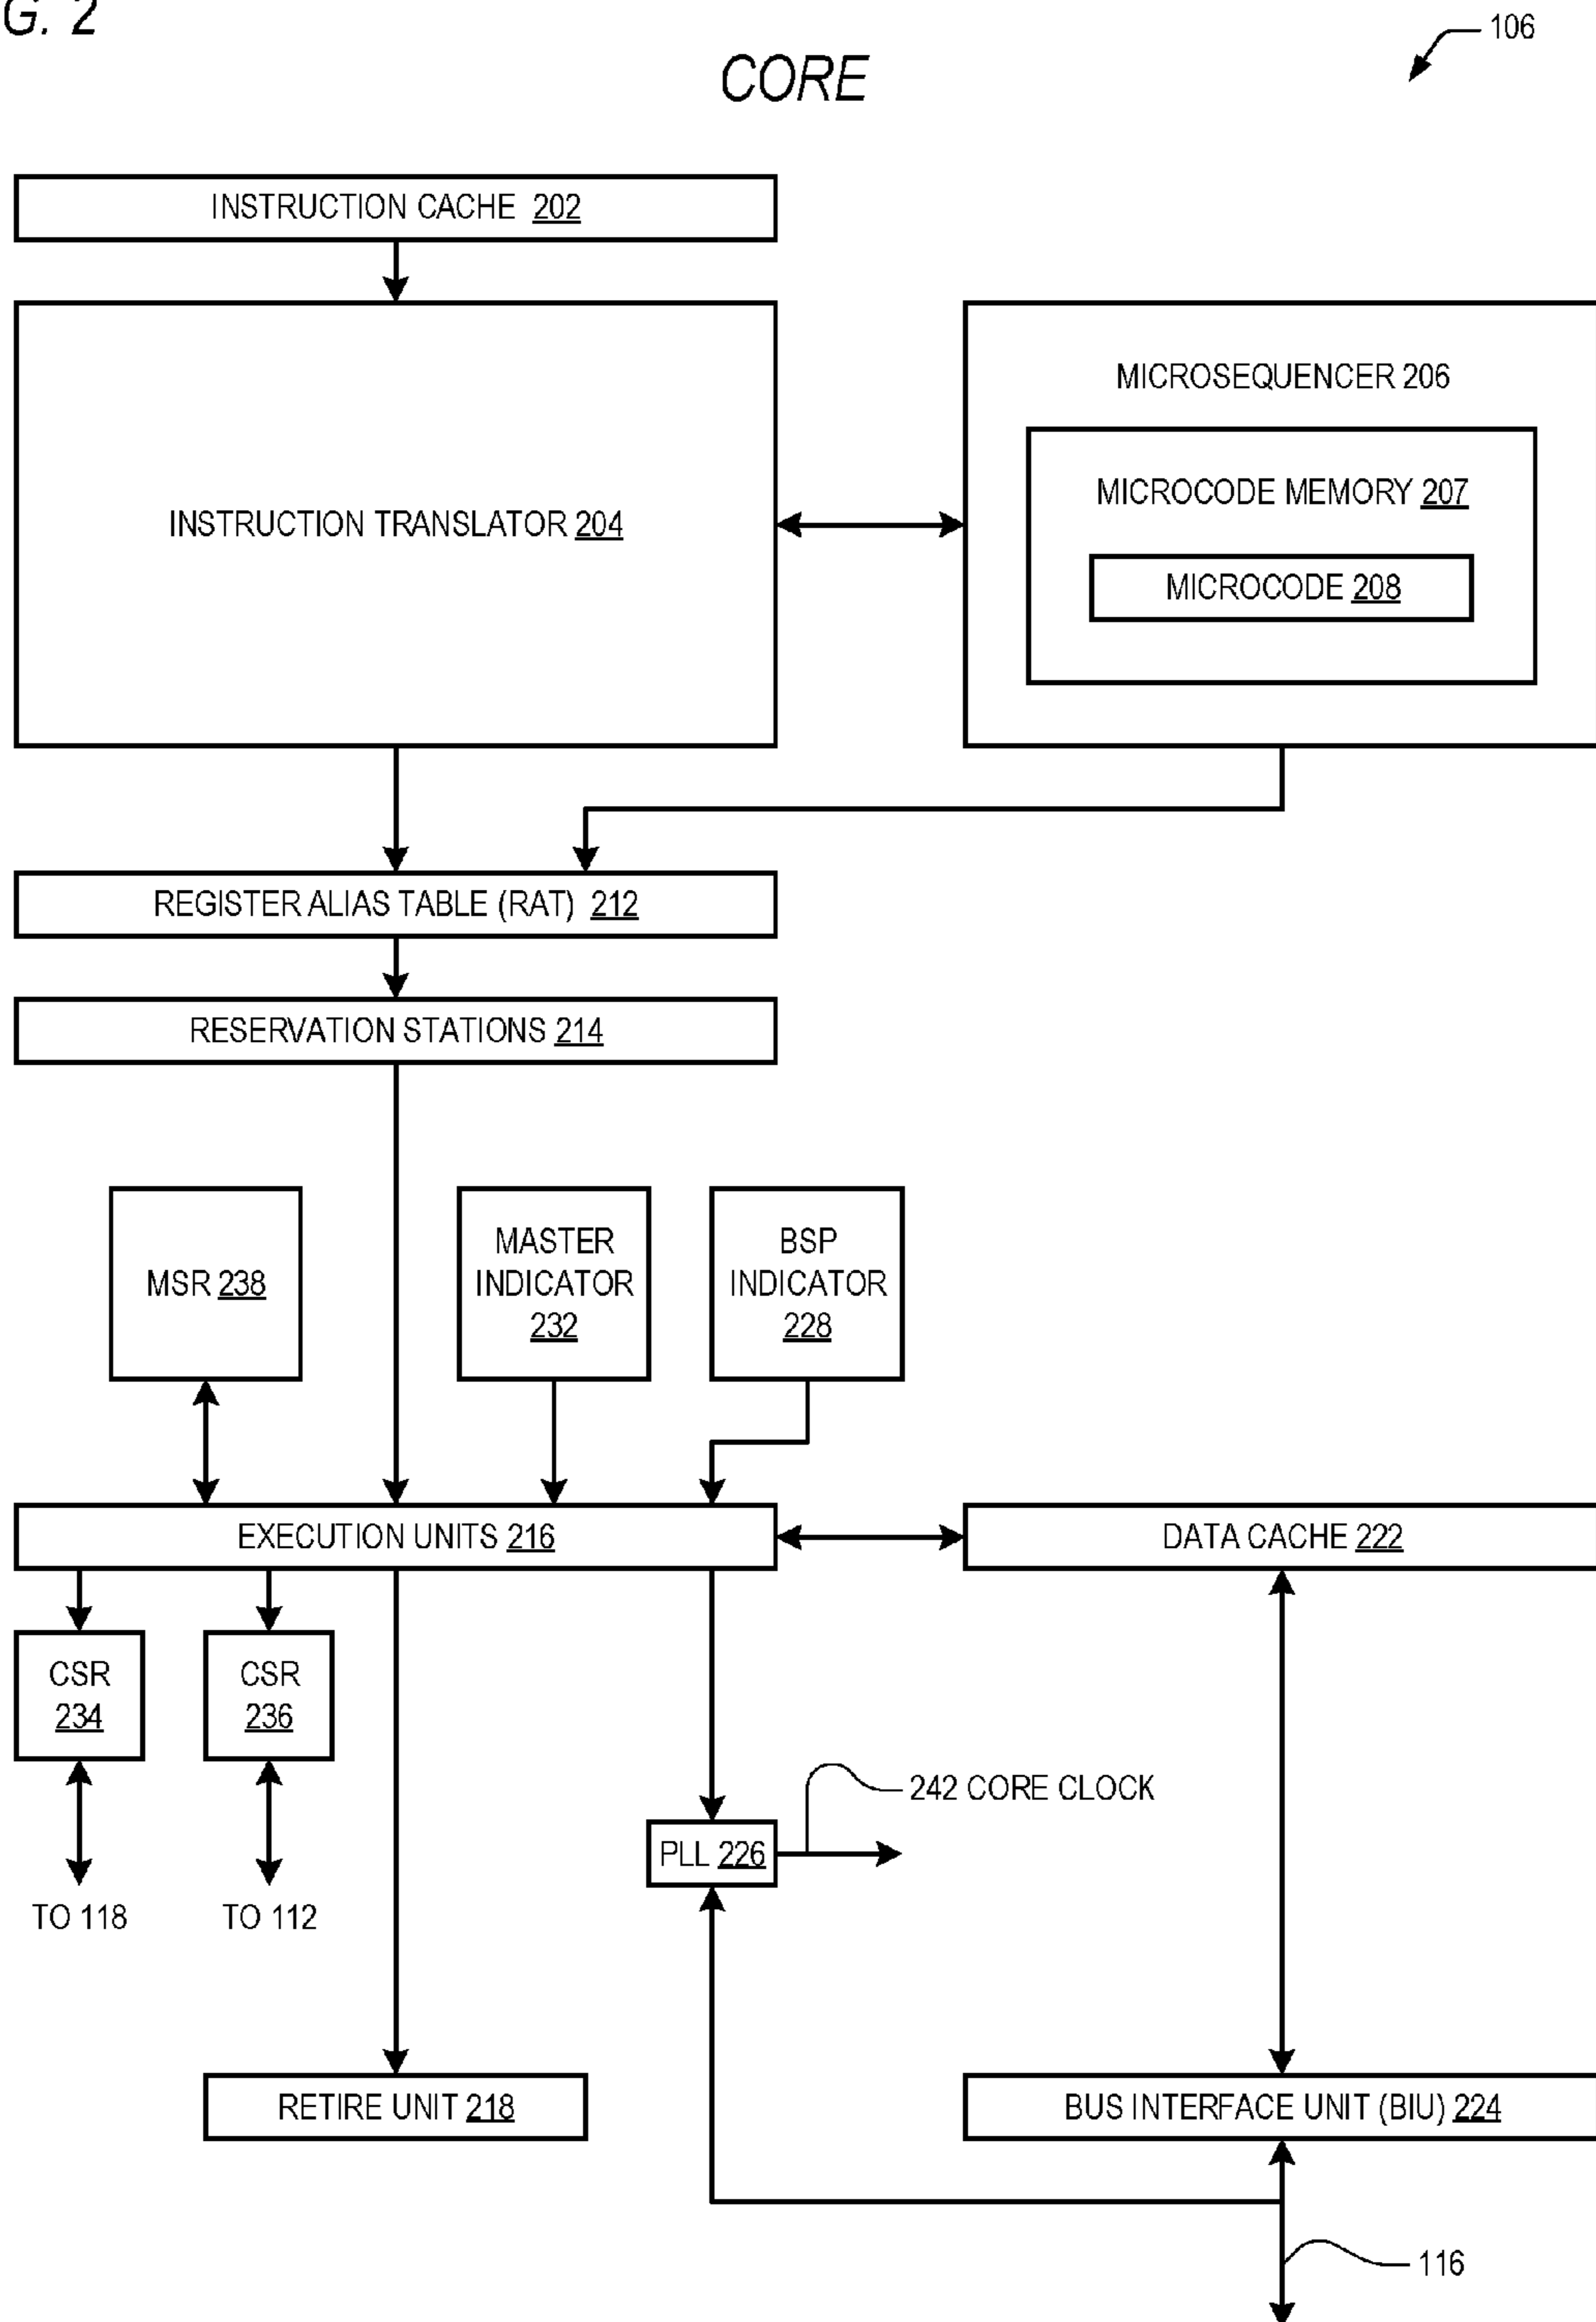 G. 2
106
CORE
INSTRUCTION CACHE 202
INSTRUCTION TRANSLATOR 204
MICROSEQUENCER 206
MICROCODE MEMORY 207
MICROCODE 208
REGISTER ALIAS TABLE (RAT) 212
RESERVATION STATIONS 214
MSR 238
MASTER
INDICATOR
232
BSP
INDICATOR
228
EXECUTION UNITS 216
DATA CACHE 222
CSR
234
CSR
236
242 CORE CLOCK
PLL 226
TO 118
TO 112
RETIRE UNIT 218
BUS INTERFACE UNIT (BIU) 224
116